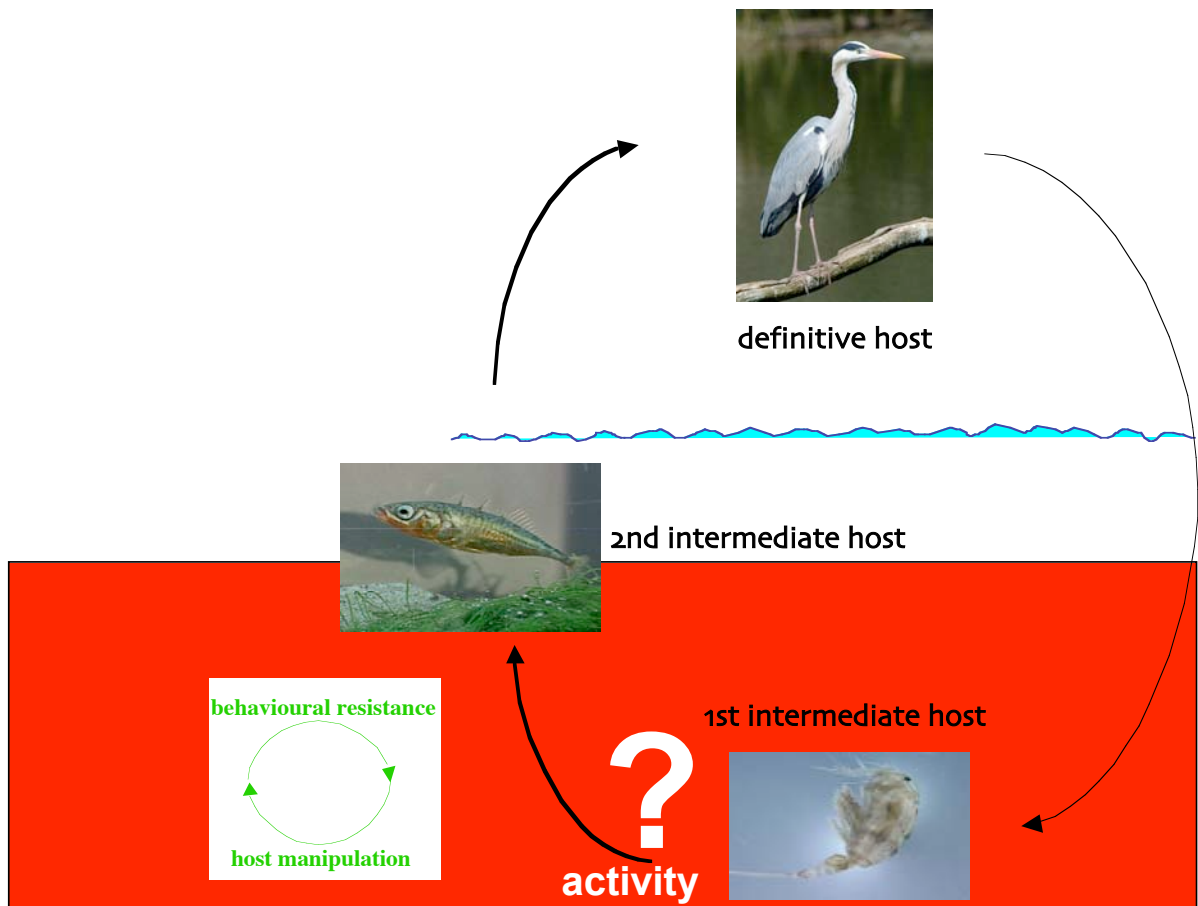 definitive host
2nd intermediate host
behavioural resistance
host manipulation
1st intermediate host
?
activity